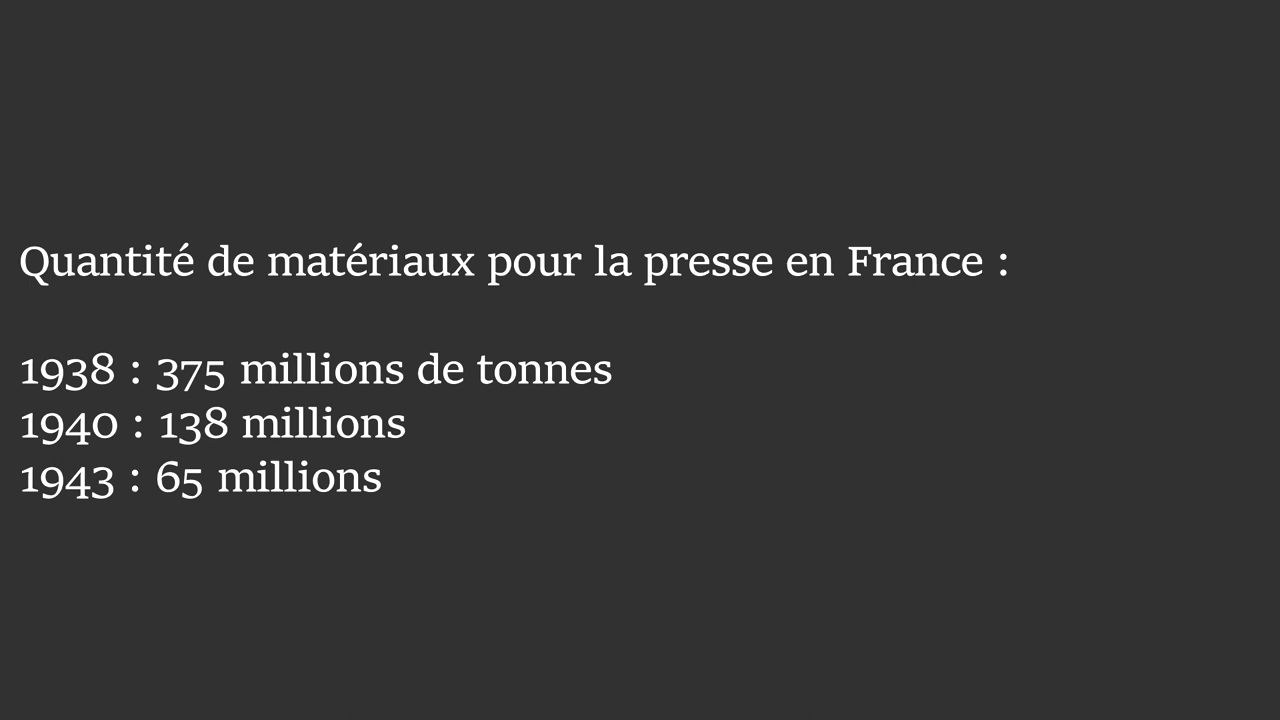 Quantité de matériaux pour la presse en France :
1938 : 375 millions de tonnes
1940 : 138 millions
1943 : 65 millions